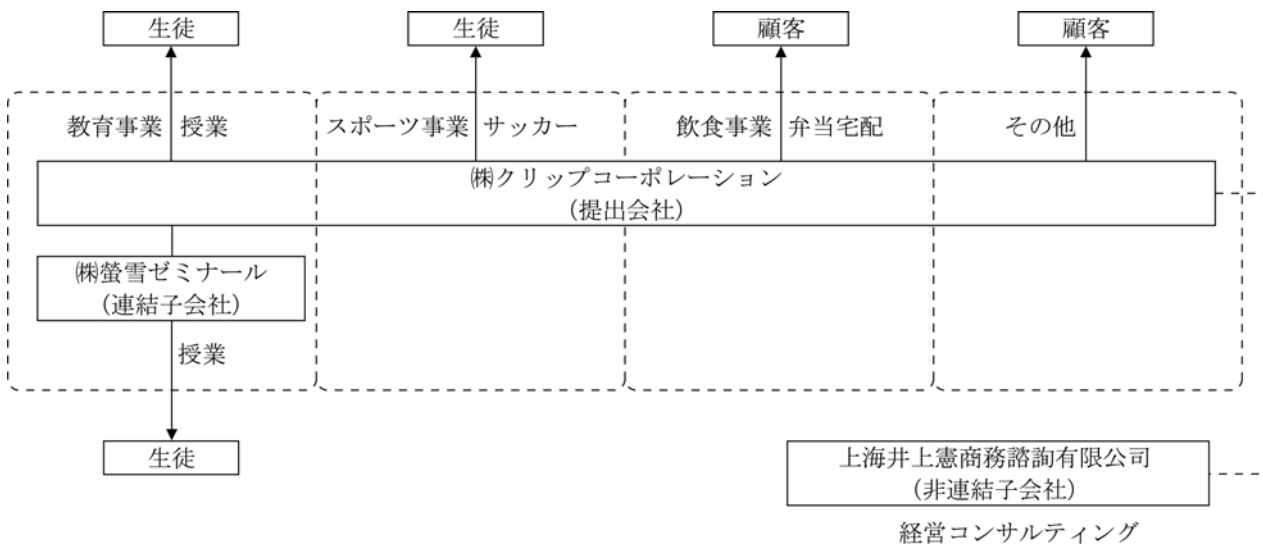 生徒
生徒
顧客
顧客
教育事業 授業
スポーツ事業 サッカー
飲食事業 弁当宅配
その他
㈱クリップコーポレーション
(提出会社)
㈱螢雪ゼミナール
(連結子会社)
授業
生徒
上海井上憲商務諮詢有限公司
(非連結子会社)
経営コンサルティング